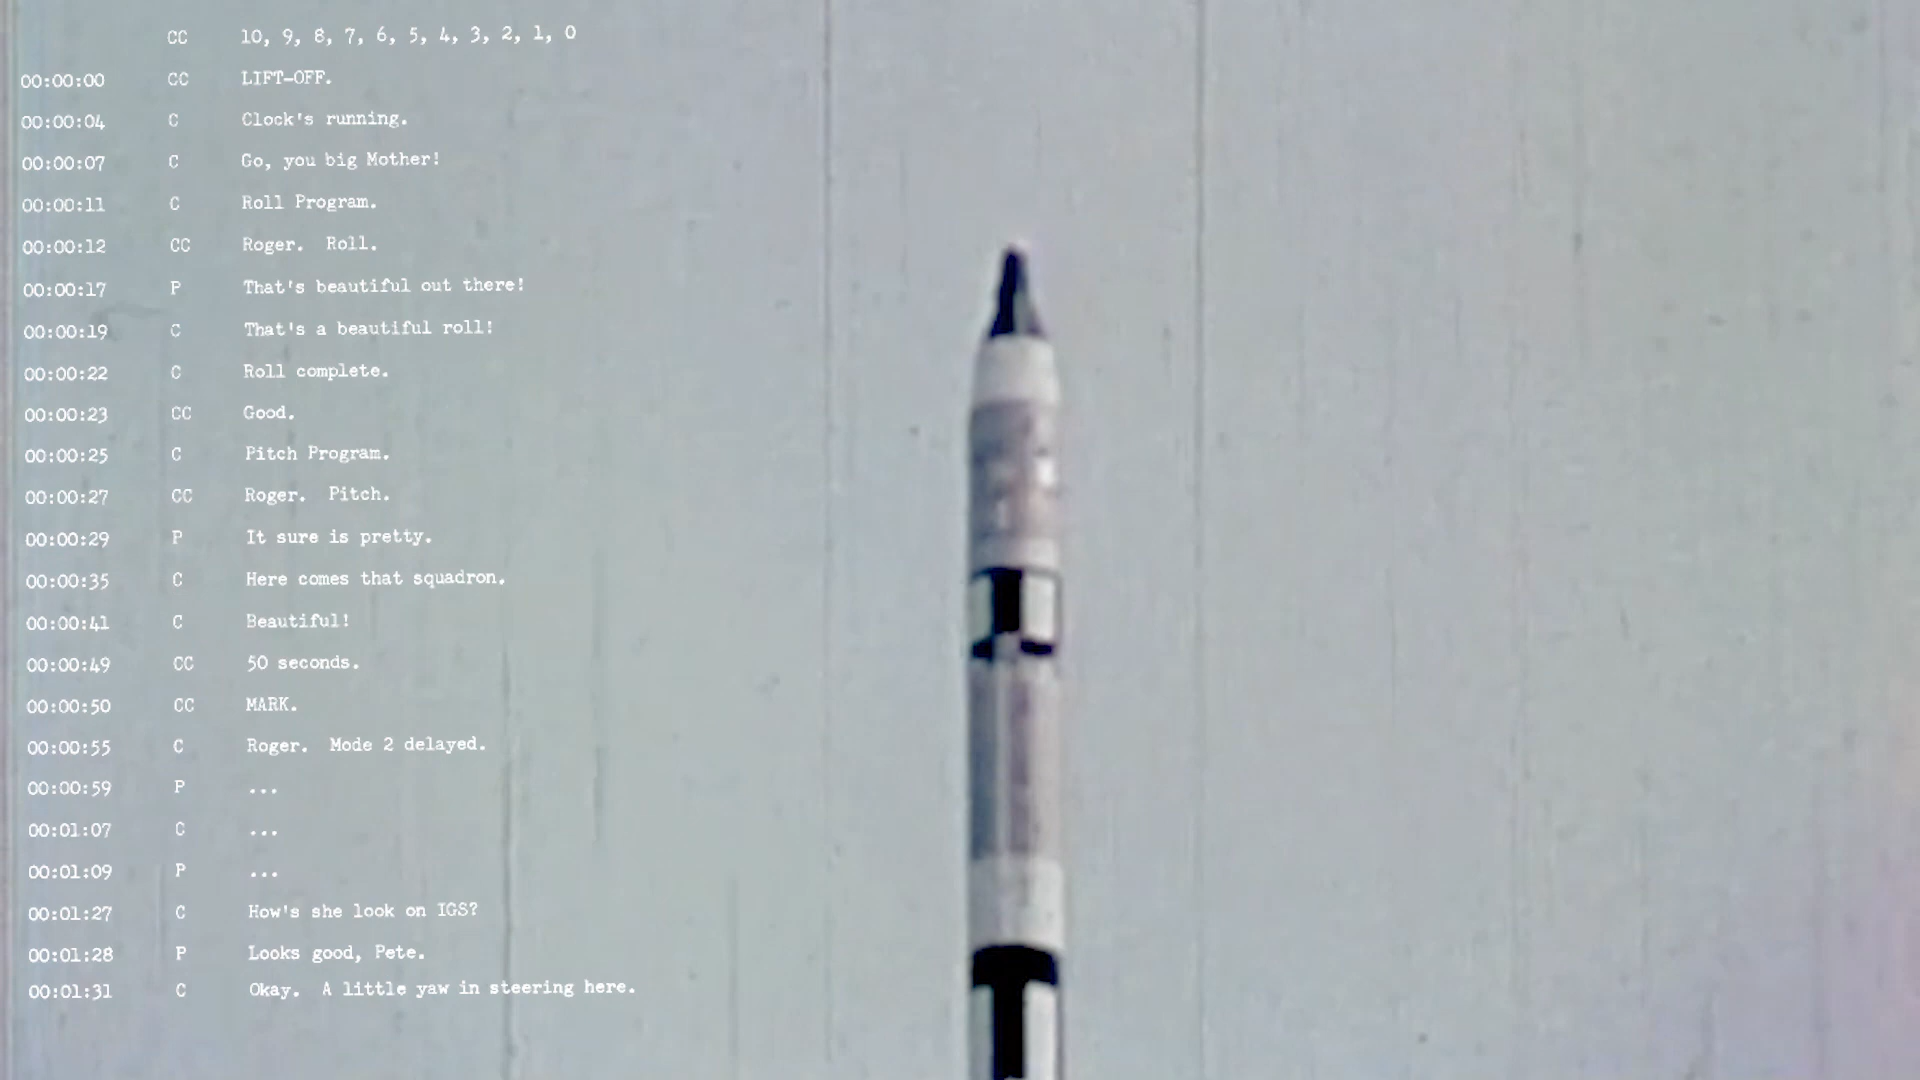 CC 10, 9, 8, 7, 6, 5, 4, 3, 2, 1, 0
00:00:00 CC LIFT-OFF.
00:00:04 C Clock's running.
00:00:07 C Go, you big Mother!
00:00:11 C Roll Program.
00:00:12 CC Roger. Roll.
00:00:17 P That's beautiful out there!
00:00:19 C That's a beautiful roll!
00:00:22 C Roll complete.
00:00:23 CC Good.
00:00:25 C Pitch Program.
00:00:27 CC Roger. Pitch.
00:00:29 P It sure is pretty.
00:00:35 C Here comes that squadron.
00:00:41 C Beautiful!
00:00:49 CC 50 seconds.
00:00:50 CC MARK.
00:00:55 C Roger. Mode 2 delayed.
00:00:59 P ...
00:01:07 C ...
00:01:09 P ...
00:01:27 C How's she look on IGS?
00:01:28 P Looks good, Pete.
00:01:31 C Okay. A little yaw in steering here.